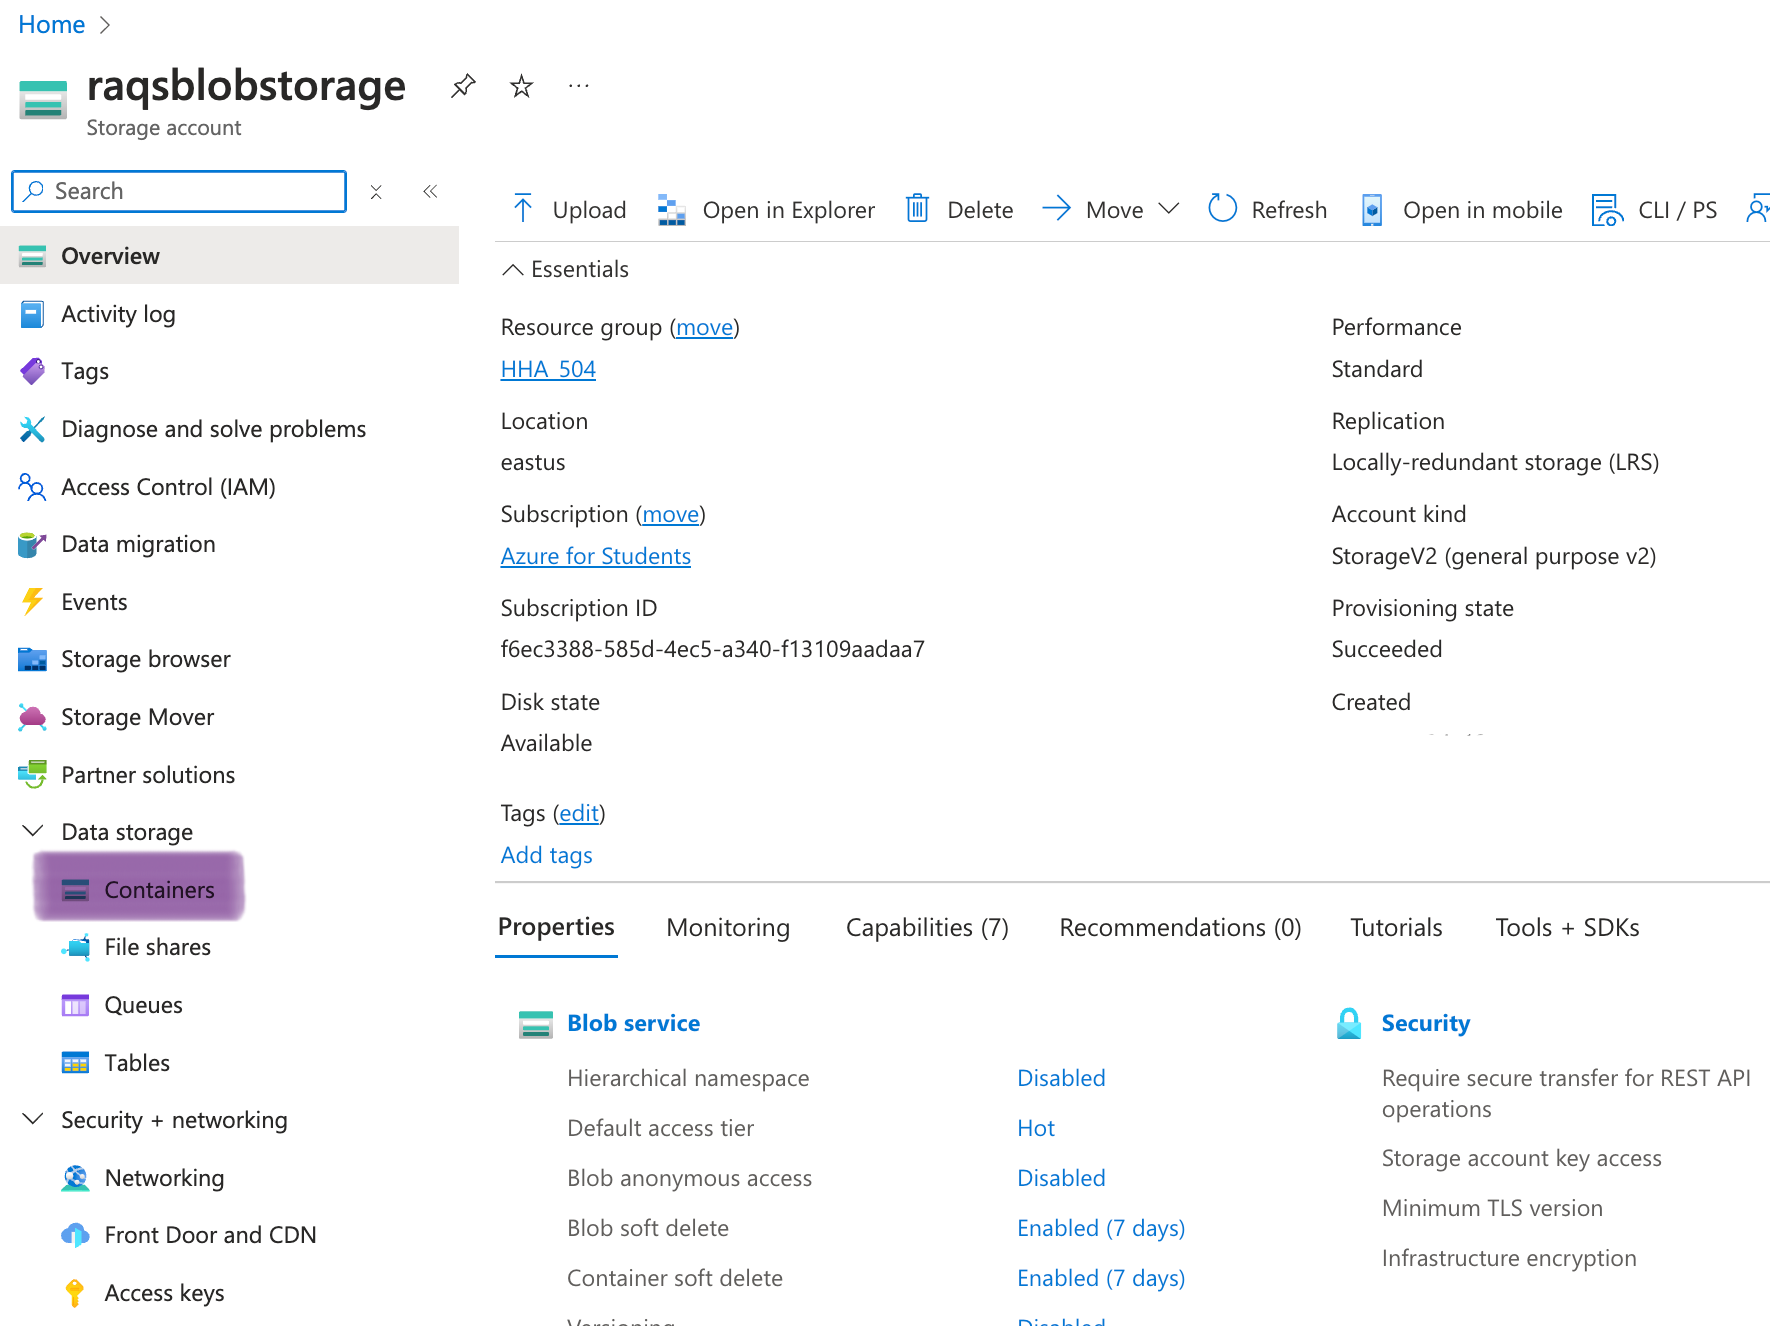 Home
raqsblobstorage
Storage account
Search
Upload
Open in Explorer
Delete
Move
Refresh
Open in mobile
CLI / PS
Overview
Activity log
Tags
Diagnose and solve problems
Access Control (IAM)
Data migration
Events
Storage browser
Storage Mover
Partner solutions
Data storage
Containers
File shares
Queues
Tables
Security + networking
Networking
Front Door and CDN
Access keys
Essentials
Resource group (move)
HHA_504
Location
eastus
Subscription (move)
Azure for Students
Subscription ID
f6ec3388-585d-4ec5-a340-f13109aadaa7
Disk state
Available
Performance
Standard
Replication
Locally-redundant storage (LRS)
Account kind
StorageV2 (general purpose v2)
Provisioning state
Succeeded
Created
Tags (edit)
Add tags
Properties
Monitoring
Capabilities (7)
Recommendations (0)
Tutorials
Tools + SDKs
Blob service
Hierarchical namespace Disabled
Default access tier Hot
Blob anonymous access Disabled
Blob soft delete Enabled (7 days)
Container soft delete Enabled (7 days)
Versioning Disabled
Security
Require secure transfer for REST API
operations
Storage account key access
Minimum TLS version
Infrastructure encryption